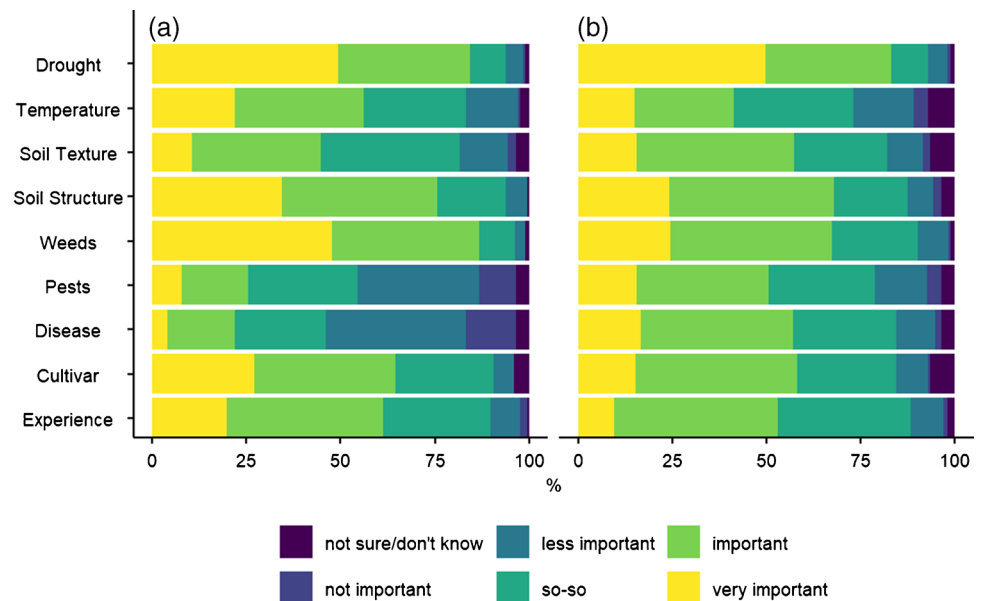 (a) (b)
Drought
Temperature
Soil Texture
Soil Structure
Weeds
Pests
Disease
Cultivar
Experience
0 25 50 75 100 0 25 50 75 100
%
not sure/don't know less important important
not important so-so very important